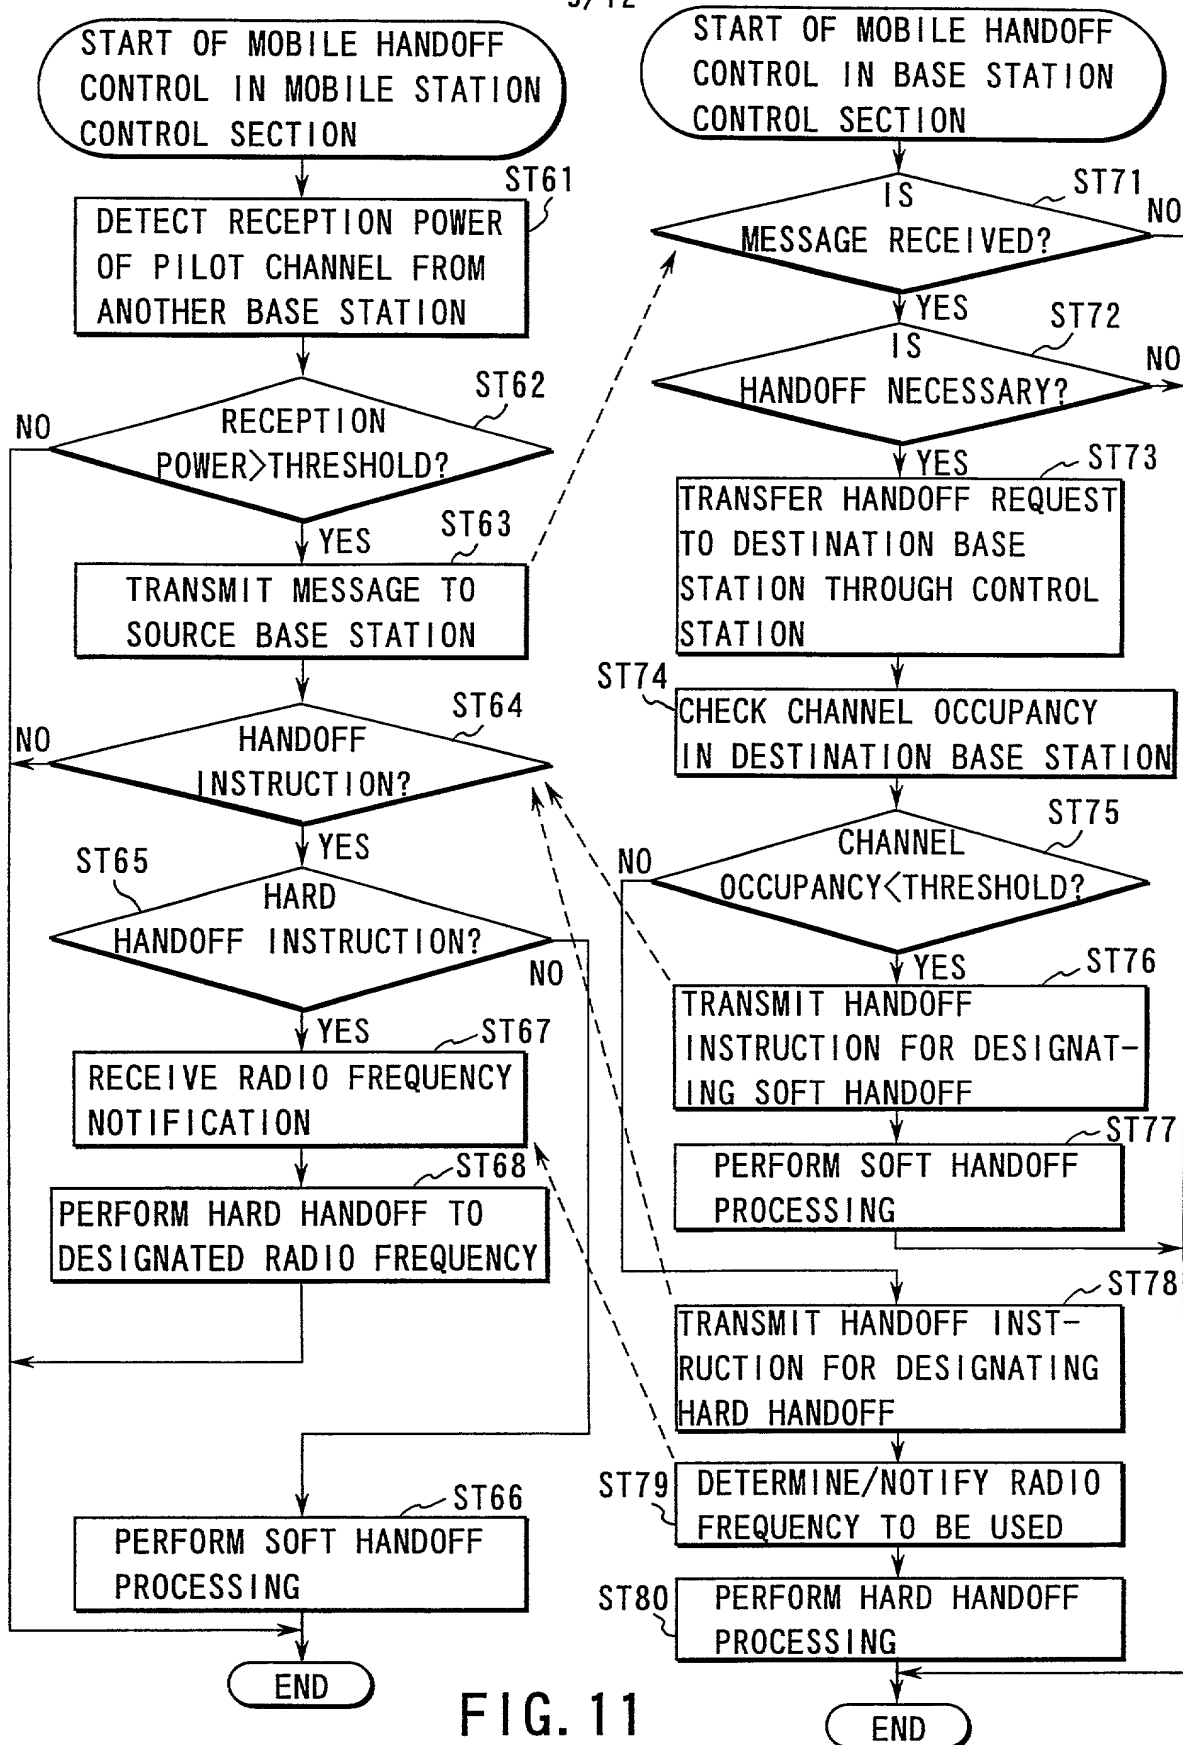 START OF MOBILE HANDOFF
CONTROL IN MOBILE STATION
CONTROL SECTION
ST61
DETECT RECEPTION POWER
OF PILOT CHANNEL FROM
ANOTHER BASE STATION
ST62
NO
RECEPTION
POWER>THRESHOLD?
YES
ST63
TRANSMIT MESSAGE TO
SOURCE BASE STATION
ST64
NO
HANDOFF
INSTRUCTION?
YES
ST65
HARD
HANDOFF INSTRUCTION?
NO
YES
ST67
RECEIVE RADIO FREQUENCY
NOTIFICATION
ST68
PERFORM HARD HANDOFF TO
DESIGNATED RADIO FREQUENCY
ST66
PERFORM SOFT HANDOFF
PROCESSING
END
START OF MOBILE HANDOFF
CONTROL IN BASE STATION
CONTROL SECTION
ST71
IS
MESSAGE RECEIVED?
NO
YES
ST72
IS
HANDOFF NECESSARY?
NO
YES
ST73
TRANSFER HANDOFF REQUEST
TO DESTINATION BASE
STATION THROUGH CONTROL
STATION
ST74
CHECK CHANNEL OCCUPANCY
IN DESTINATION BASE STATION
ST75
NO
CHANNEL
OCCUPANCY<THRESHOLD?
YES
ST76
TRANSMIT HANDOFF
INSTRUCTION FOR DESIGNAT-
ING SOFT HANDOFF
ST77
PERFORM SOFT HANDOFF
PROCESSING
ST78
TRANSMIT HANDOFF INST-
RUCTION FOR DESIGNATING
HARD HANDOFF
ST79
DETERMINE/NOTIFY RADIO
FREQUENCY TO BE USED
ST80
PERFORM HARD HANDOFF
PROCESSING
END
FIG. 11